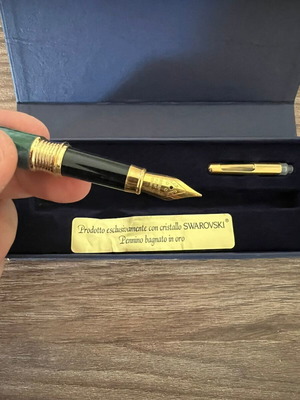 Prodotto esclusivamente con cristallo SWAROVSKI®
Pennino bagnato in oro